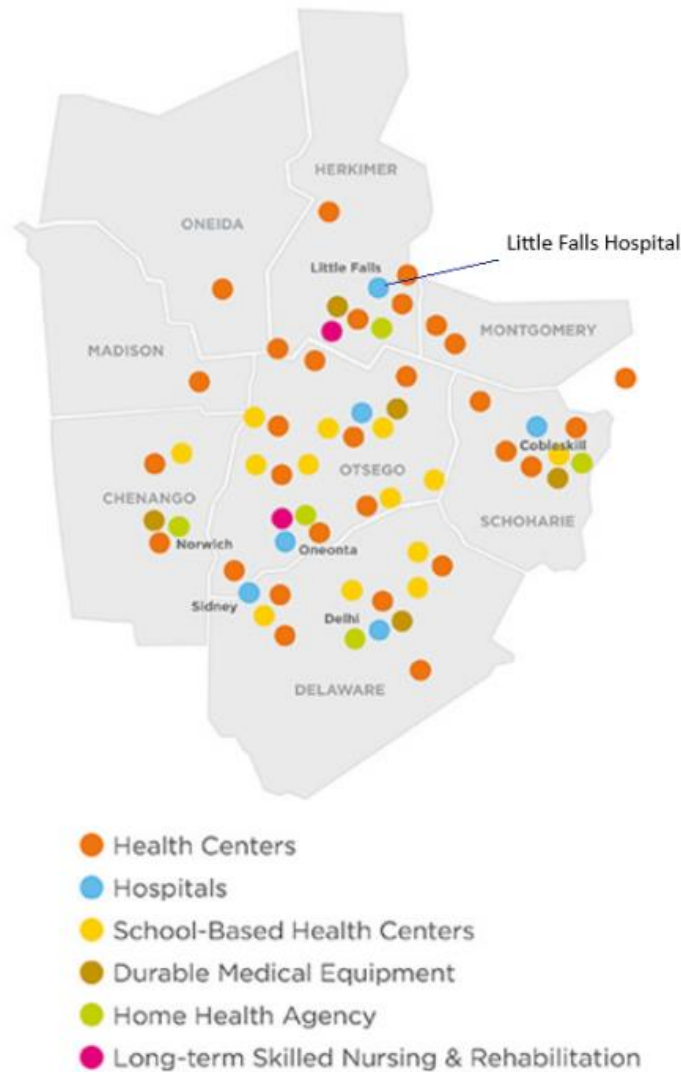 HERKIMER
ONEIDA
Little Falls Hospital
Little Falls
MONTGOMERY
MADISON
Cobleskill
OTSEGO
CHENANGO
SCHOHARIE
Norwich
Oneonta
Sidney
Delhi
DELAWARE
Health Centers
Hospitals
School-Based Health Centers
Durable Medical Equipment
Home Health Agency
Long-term Skilled Nursing & Rehabilitation